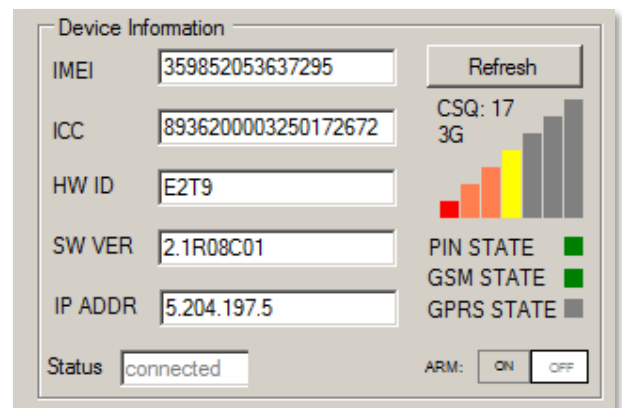 Device Information
IMEI 359852053637295 Refresh
CSQ: 17
ICC 8936200003250172672 3G
HW ID E2T9
SW VER 2.1R08C01 PIN STATE
GSM STATE
IP ADDR 5.204.197.5 GPRS STATE
Status connected ARM: ON OFF